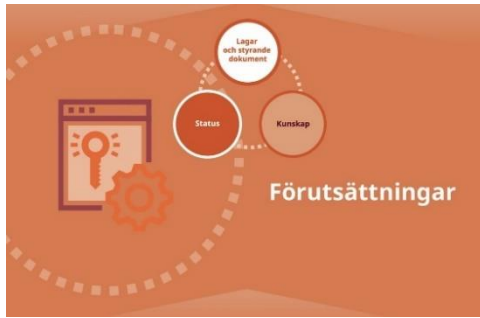 Lagar
och styrande
dokument
Status
Kunskap
Förutsättningar